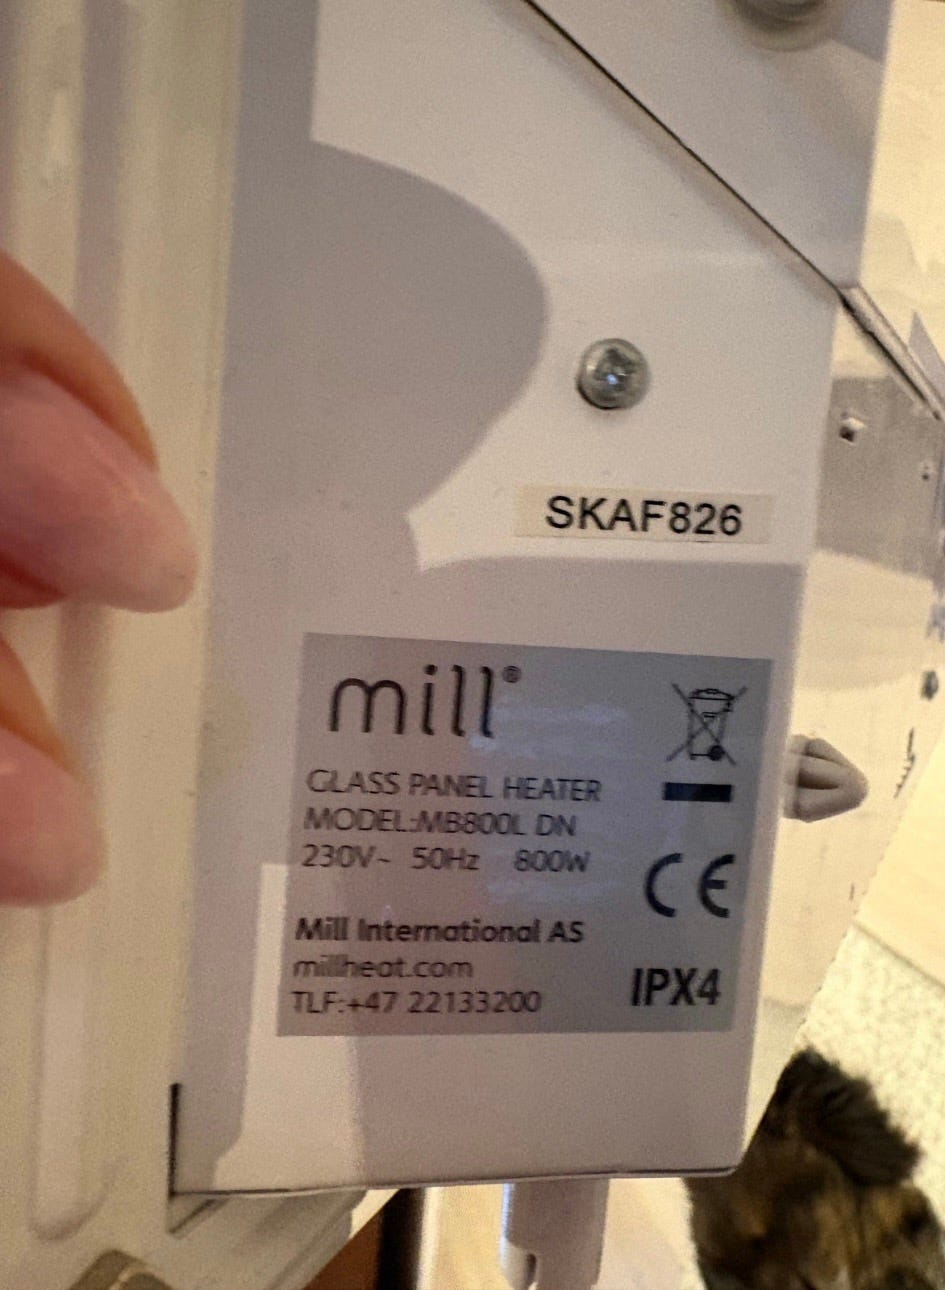 SKAF826
mill®
GLASS PANEL HEATER
MODEL:MB800L DN
230V~ 50Hz 800W
CE
Mill International AS
millheat.com
TLF:+47 22133200
IPX4